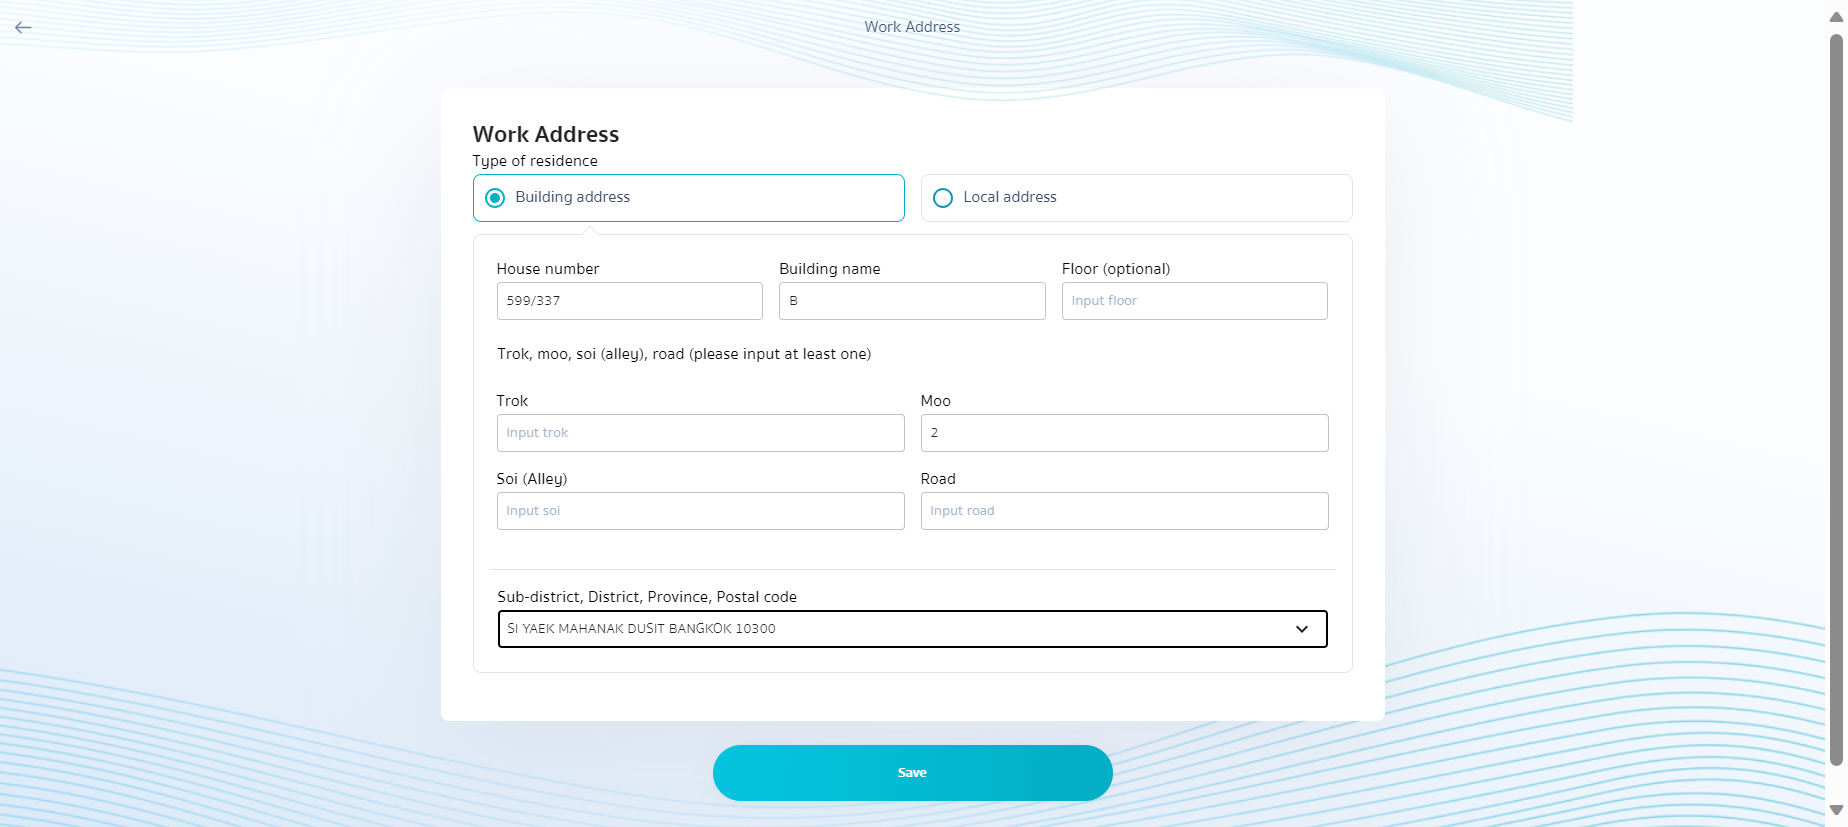 Work Address
Work Address
Type of residence
Building address
Local address
House number
Building name
Floor (optional)
599/337
B
Input floor
Trok, moo, soi (alley), road (please input at least one)
Trok
Moo
Input trok
2
Soi (Alley)
Road
Input soi
Input road
Sub-district, District, Province, Postal code
SI YAEK MAHANAK DUSIT BANGKOK 10300
Save